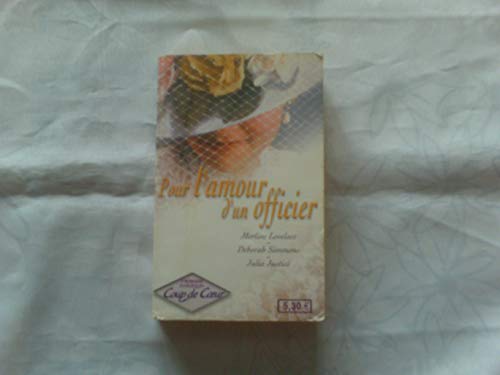 Pour l'amour
d'un officier
Merline Lovelace
Deborah Simmons
Julia Justiss
Coup de Cœur
5,30 €